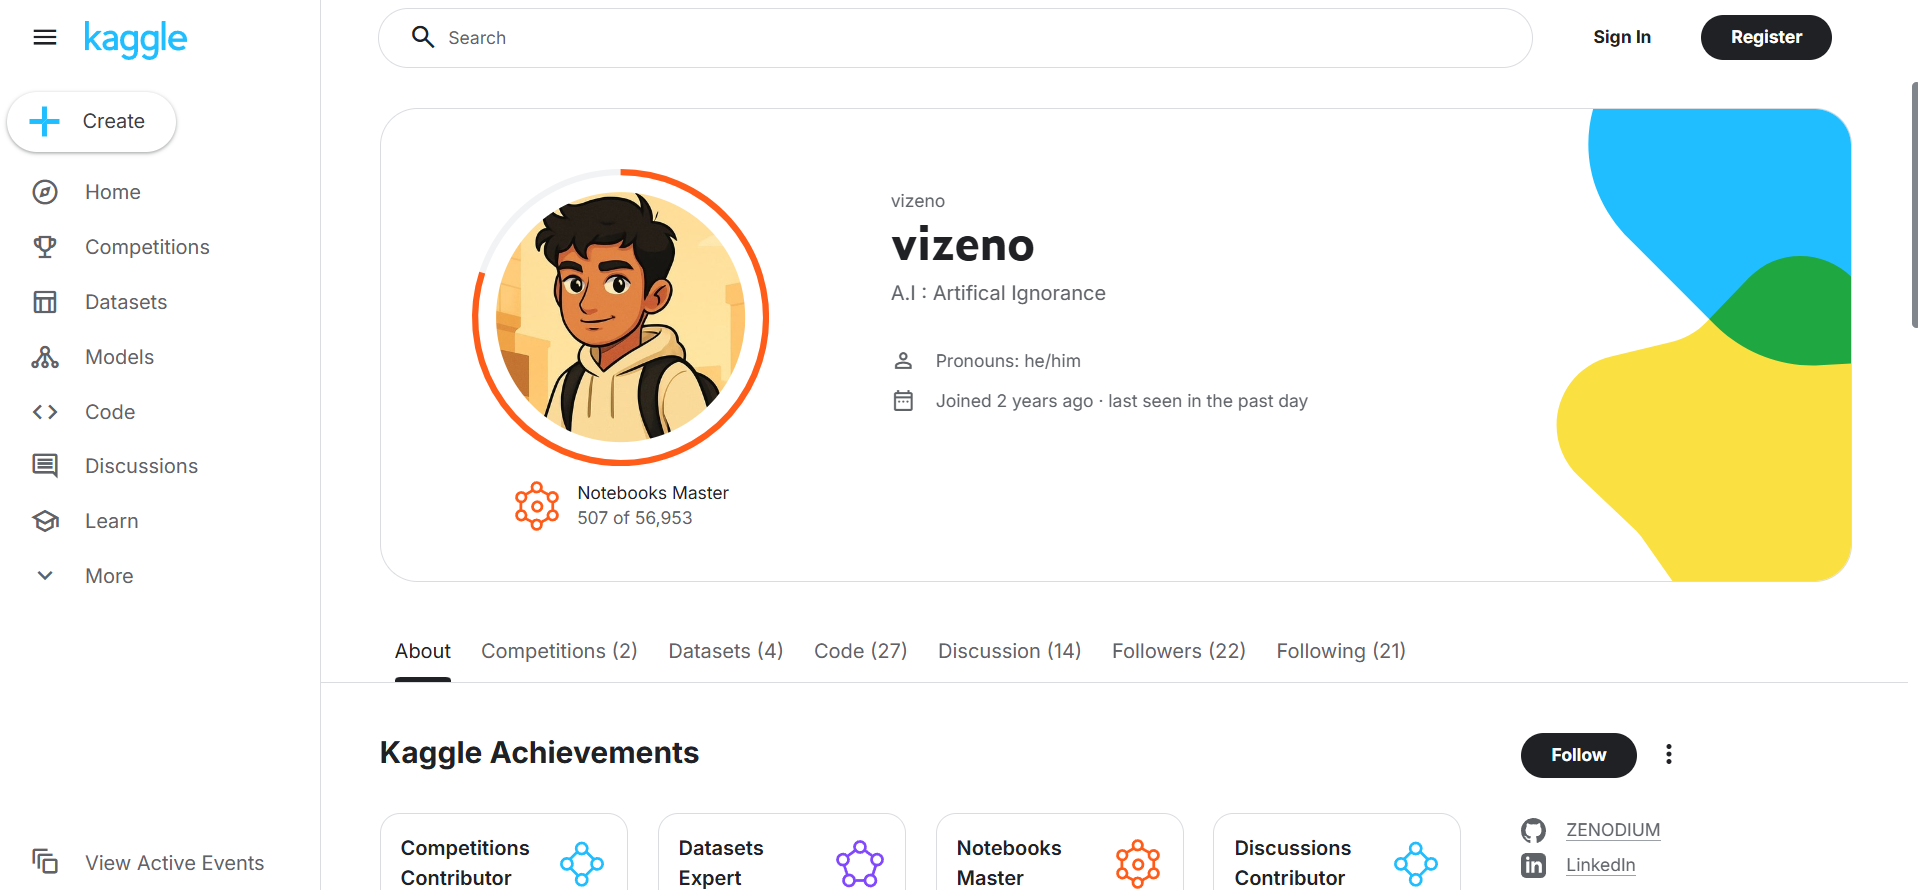 kaggle
Search
Sign In
Register
Create
Home
Competitions
Datasets
Models
Code
Discussions
Learn
More
View Active Events
vizeno
vizeno
A.I : Artifical Ignorance
Pronouns: he/him
Joined 2 years ago · last seen in the past day
Notebooks Master
507 of 56,953
About
Competitions (2)
Datasets (4)
Code (27)
Discussion (14)
Followers (22)
Following (21)
Kaggle Achievements
Follow
Competitions
Contributor
Datasets
Expert
Notebooks
Master
Discussions
Contributor
ZENODIUM
LinkedIn